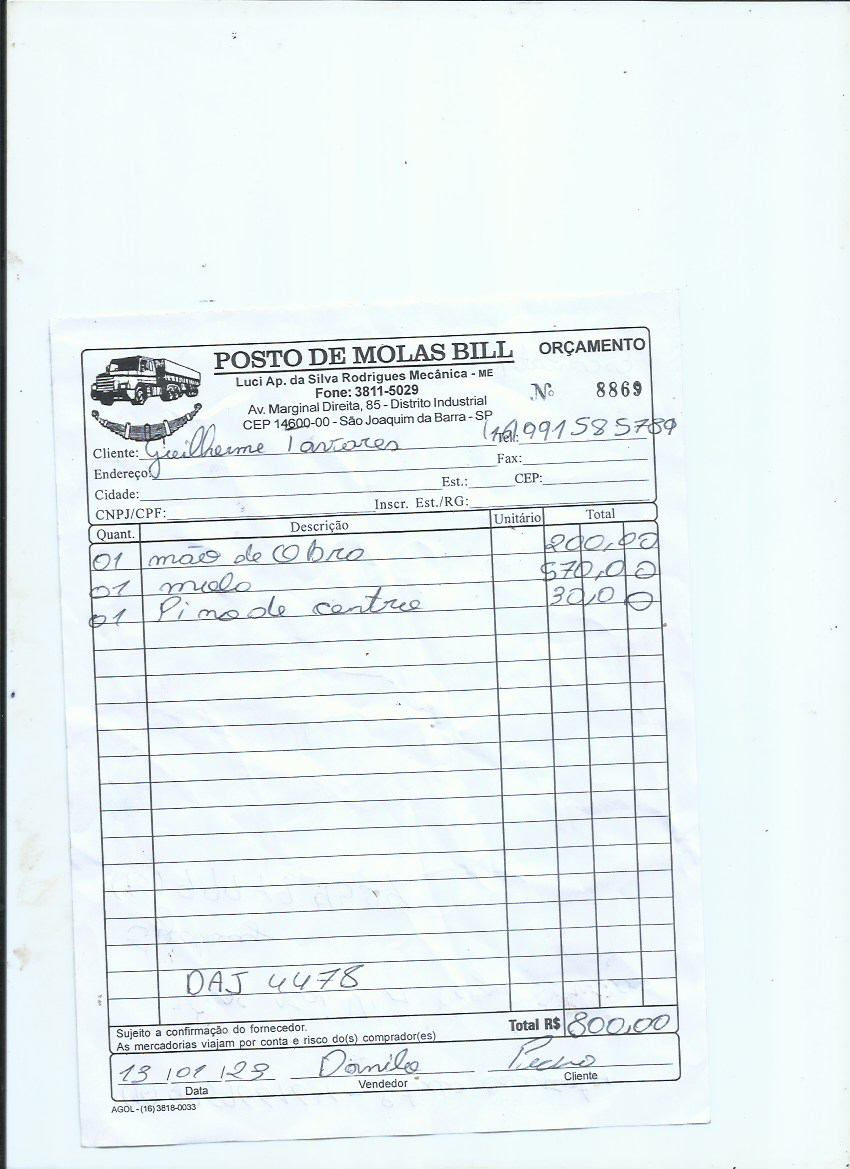 POSTO DE MOLAS BILL
ORÇAMENTO
Luci Ap. da Silva Rodrigues Mecânica - ME
Fone: 3811-5029
Nº 8869
Av. Marginal Direita, 85 - Distrito Industrial
CEP 14600-00 - São Joaquim da Barra - SP
Cliente: Guilherme Tavares Tel.: (16) 991585789
Endereço: Fax:
Cidade: Est.: CEP:
CNPJ/CPF: Inscr. Est./RG:
Quant. Descrição Unitário Total
01 mão de Obra 200,00
01 570,00
01 Pino de centro 30,00
DAJ 4478
Sujeito a confirmação do fornecedor.
As mercadorias viajam por conta e risco do(s) comprador(es)
Total R$ 800,00
13 / 01 / 23 Danilo Pedro
Data Vendedor Cliente
AGOL - (16) 3818-0033